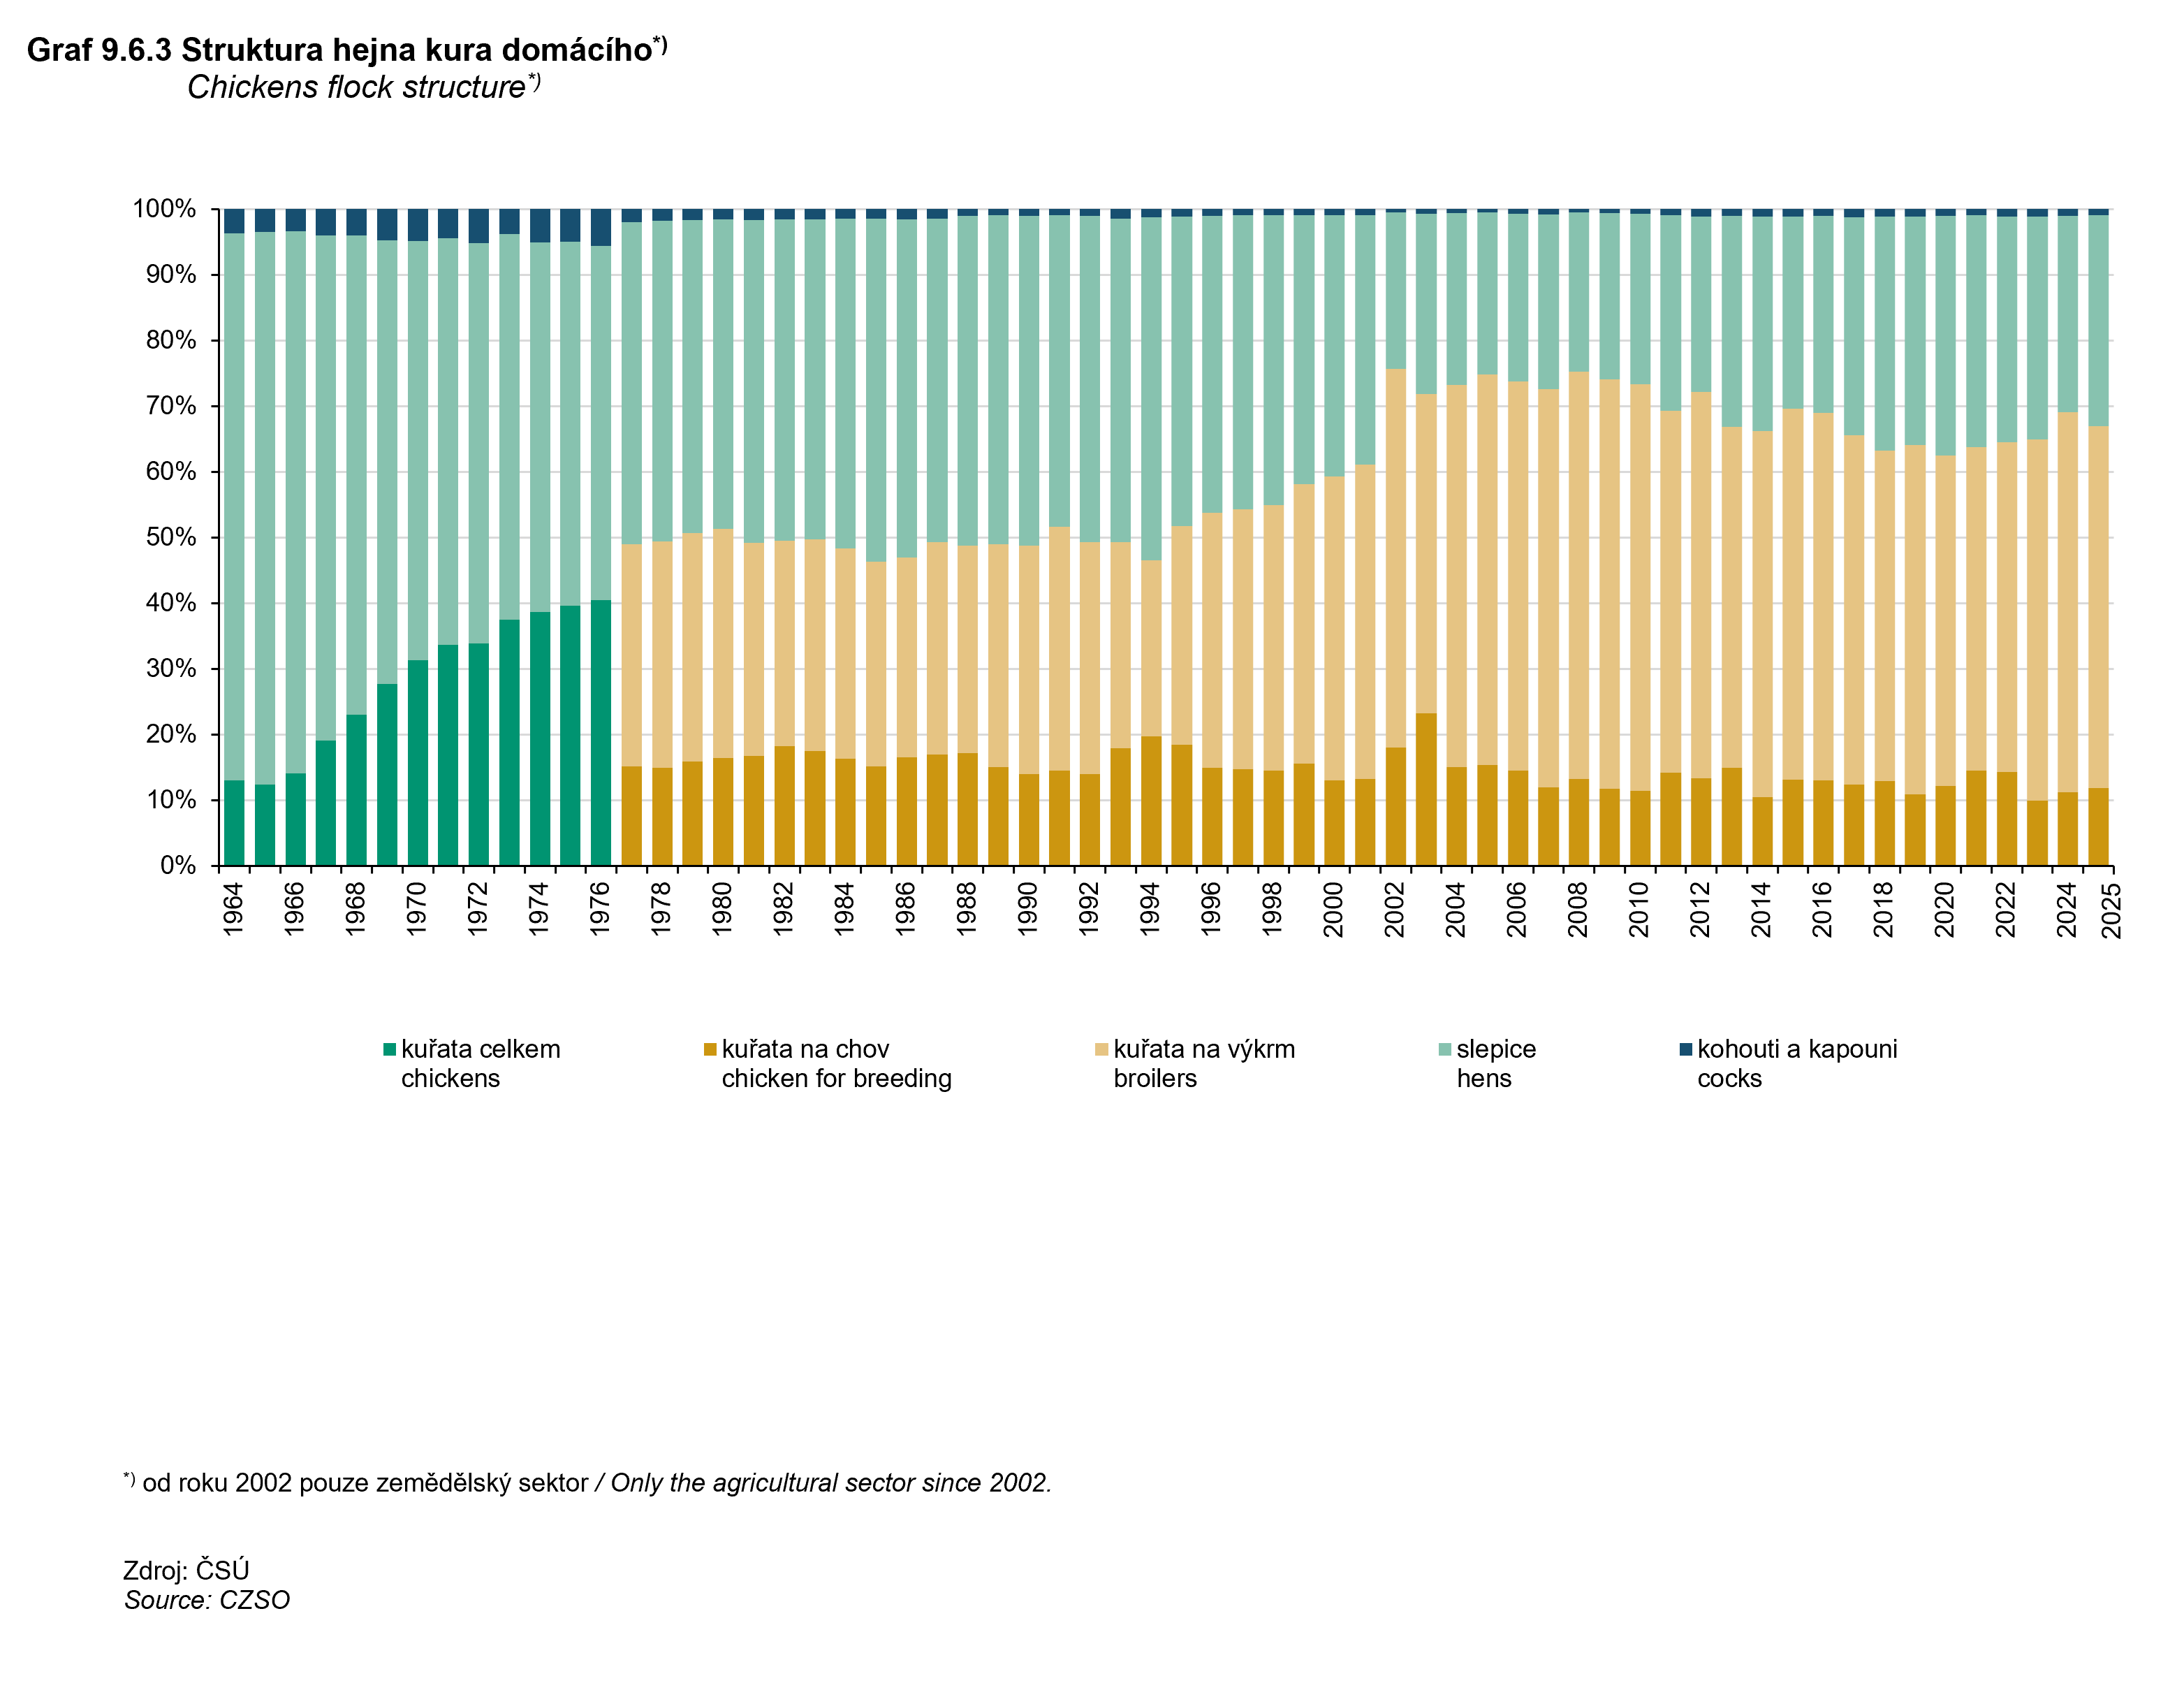 Graf 9.6.3 Struktura hejna kura domácího*)
Chickens flock structure*)
100%
90%
80%
70%
60%
50%
40%
30%
20%
10%
0%
1964 1966 1968 1970 1972 1974 1976 1978 1980 1982 1984 1986 1988 1990 1992 1994 1996 1998 2000 2002 2004 2006 2008 2010 2012 2014 2016 2018 2020 2022 2024 2025
kuřata celkem kuřata na chov kuřata na výkrm slepice kohouti a kapouni
chickens chicken for breeding broilers hens cocks
*) od roku 2002 pouze zemědělský sektor / Only the agricultural sector since 2002.
Zdroj: ČSÚ
Source: CZSO